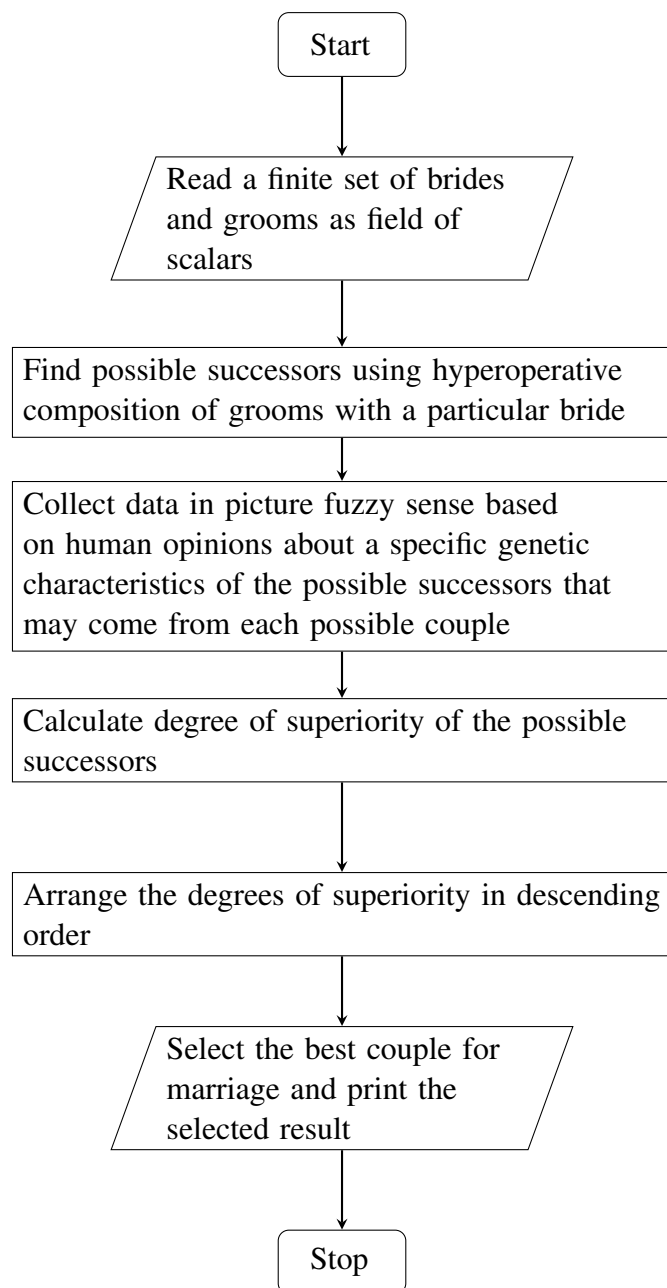 Start
Read a finite set of brides
and grooms as field of
scalars
Find possible successors using hyperoperative
composition of grooms with a particular bride
Collect data in picture fuzzy sense based
on human opinions about a specific genetic
characteristics of the possible successors that
may come from each possible couple
Calculate degree of superiority of the possible
successors
Arrange the degrees of superiority in descending
order
Select the best couple for
marriage and print the
selected result
Stop